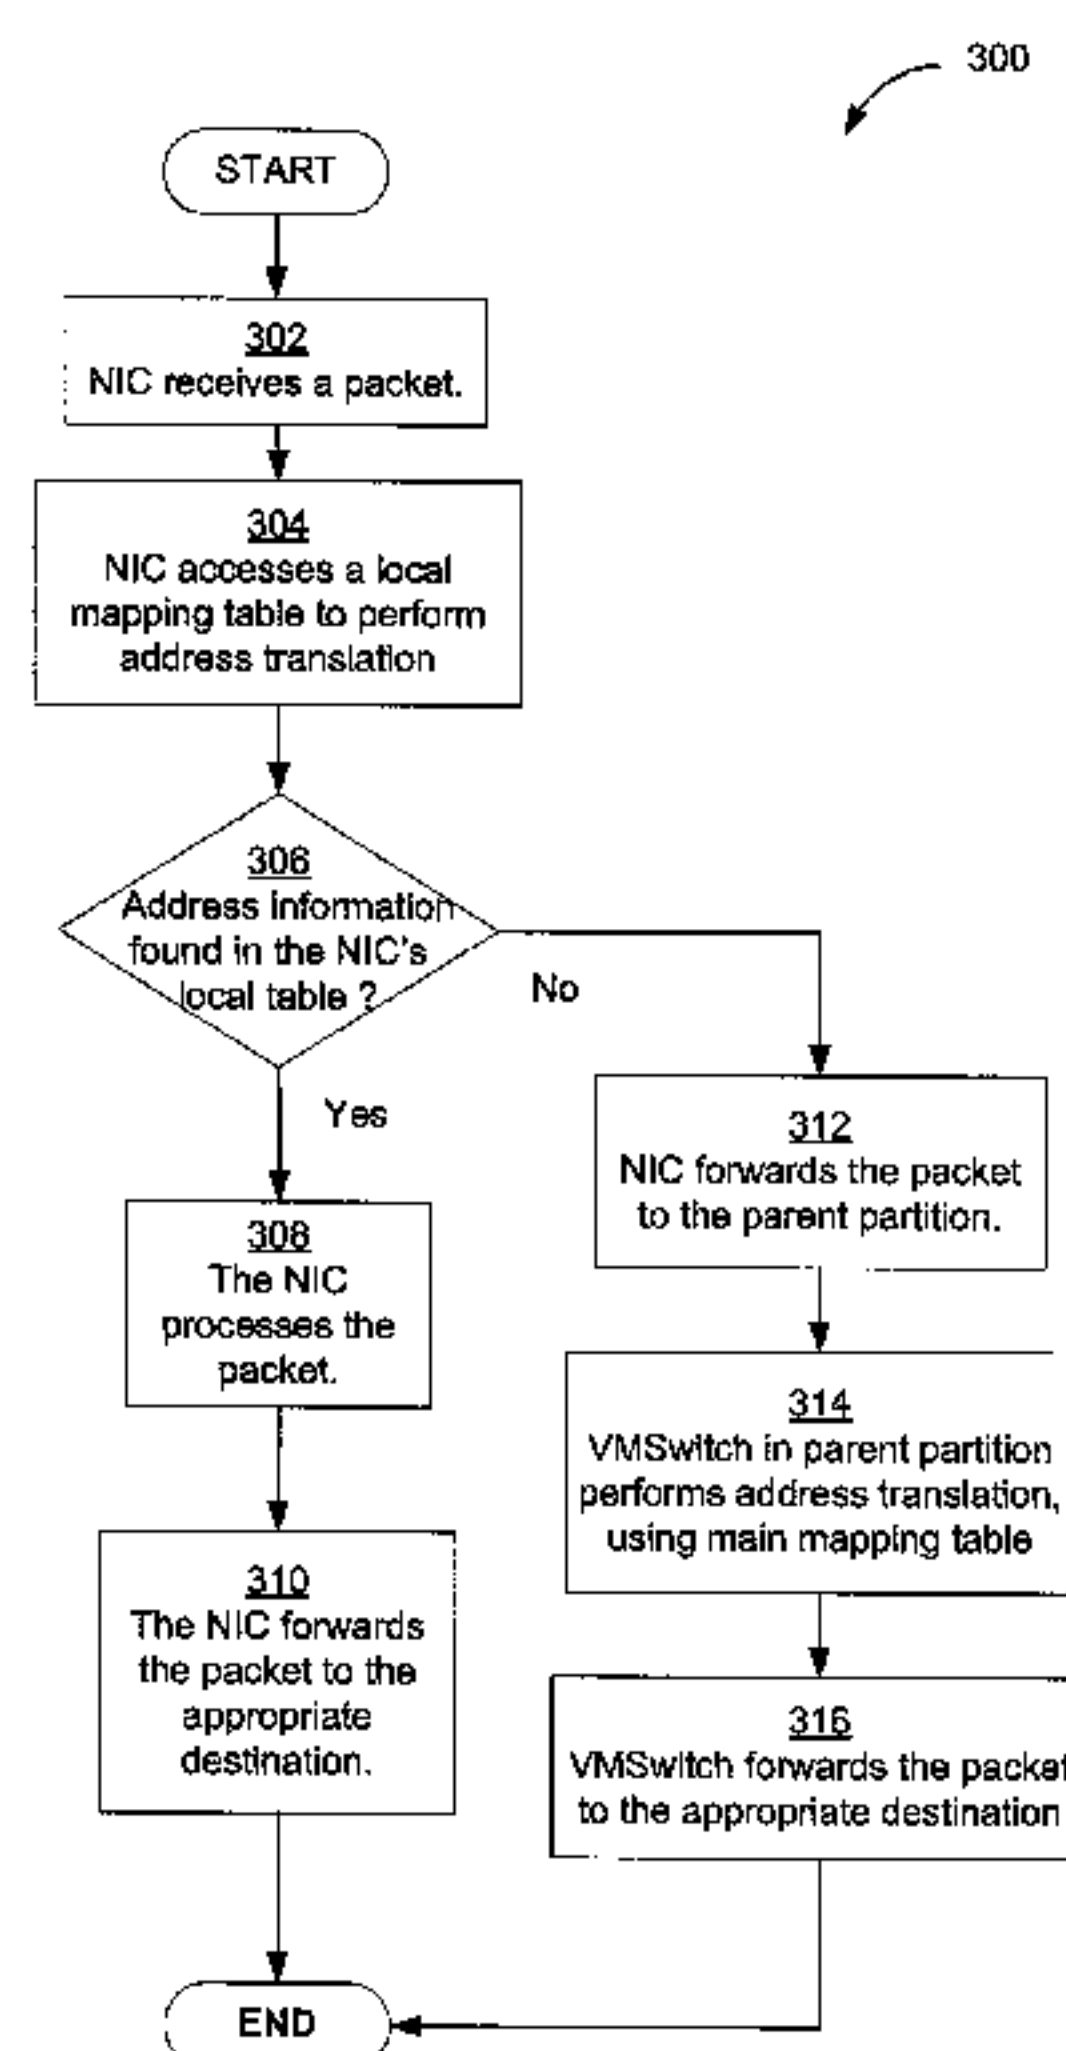 300
START
302
NIC receives a packet.
304
NIC accesses a local
mapping table to perform
address translation
306
Address information
found in the NIC's
local table ?
No
Yes
312
NIC forwards the packet
to the parent partition.
308
The NIC
processes the
packet.
314
VMSwitch in parent partition
performs address translation,
using main mapping table
310
The NIC forwards
the packet to the
appropriate
destination.
316
VMSwitch forwards the packet
to the appropriate destination
END